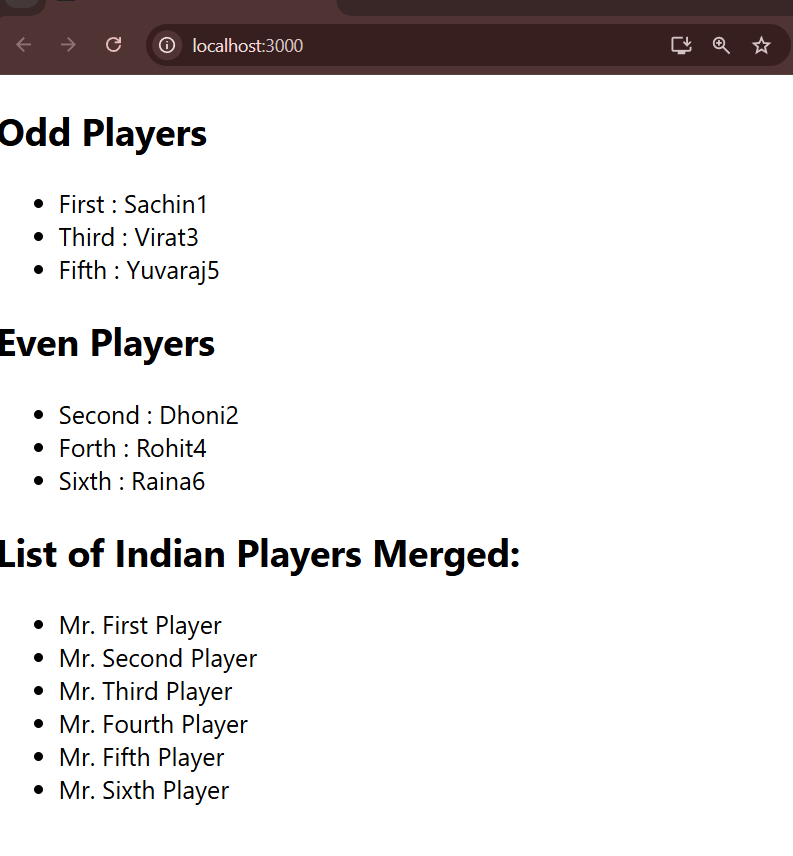 localhost:3000
Odd Players
First : Sachin1
Third : Virat3
Fifth : Yuvaraj5
Even Players
Second : Dhoni2
Forth : Rohit4
Sixth : Raina6
List of Indian Players Merged:
Mr. First Player
Mr. Second Player
Mr. Third Player
Mr. Fourth Player
Mr. Fifth Player
Mr. Sixth Player